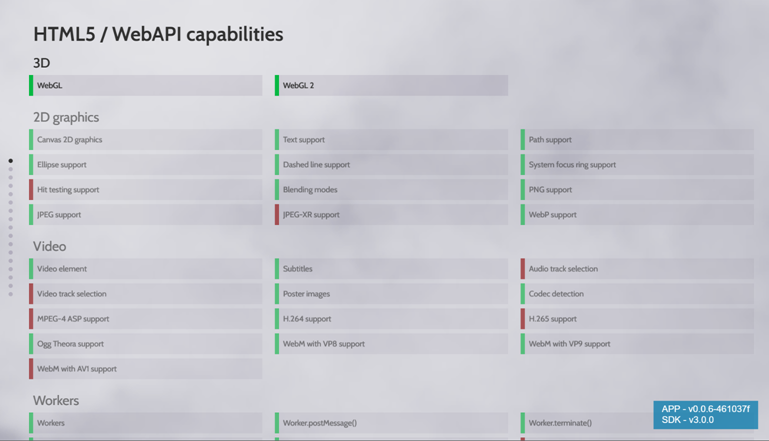 HTML5 / WebAPI capabilities
3D
WebGL
WebGL 2
2D graphics
Canvas 2D graphics
Text support
Path support
Ellipse support
Dashed line support
System focus ring support
Hit testing support
Blending modes
PNG support
JPEG support
JPEG-XR support
WebP support
Video
Video element
Subtitles
Audio track selection
Video track selection
Poster images
Codec detection
MPEG-4 ASP support
H.264 support
H.265 support
Ogg Theora support
WebM with VP8 support
WebM with VP9 support
WebM with AV1 support
Workers
Workers
Worker.postMessage()
Worker.terminate()
APP - v0.0.6-461037f
SDK - v3.0.0